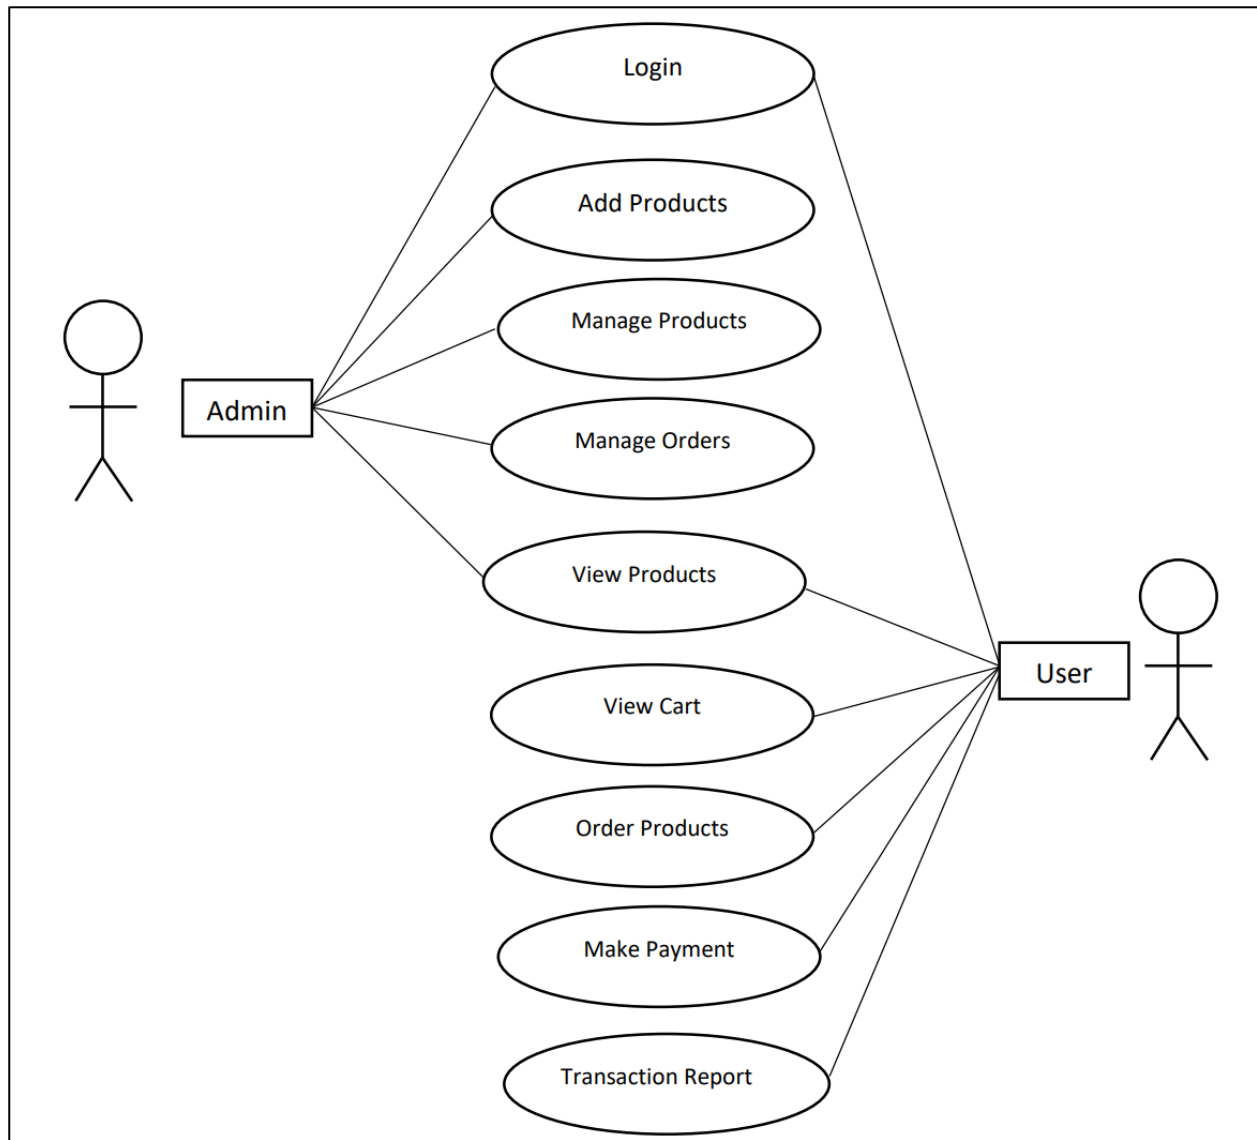 Login
Add Products
Manage Products
Admin
Manage Orders
View Products
User
View Cart
Order Products
Make Payment
Transaction Report